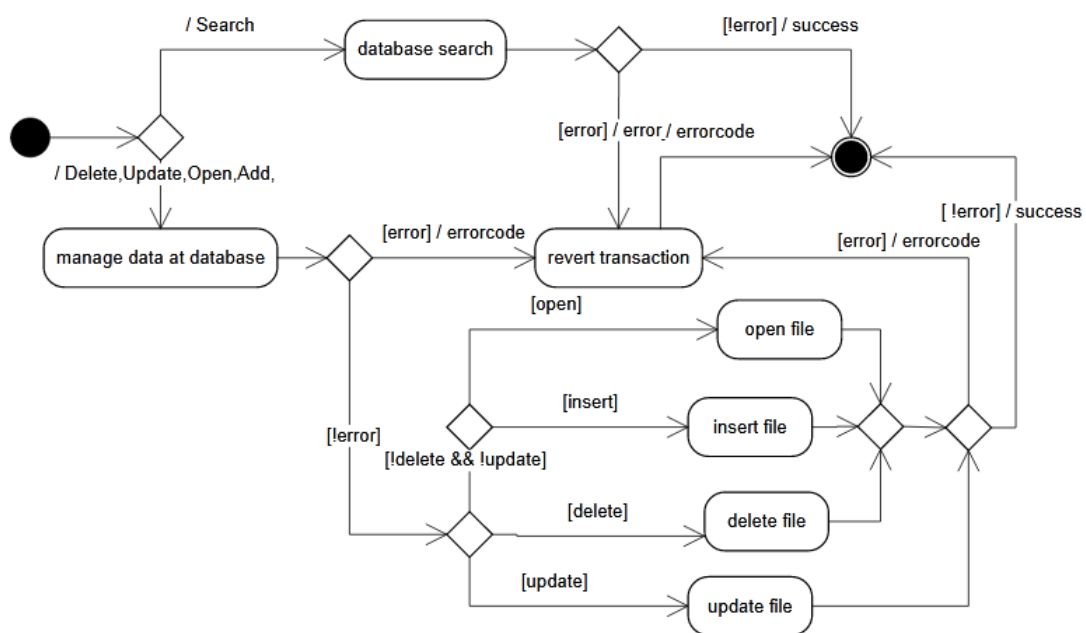 / Search
database search
[!error] / success
[error] / error
/ errorcode
/ Delete,Update,Open,Add,
[ !error] / success
manage data at database
[error] / errorcode
revert transaction
[error] / errorcode
[open]
open file
[insert]
insert file
[!error]
[!delete && !update]
[delete]
delete file
[update]
update file